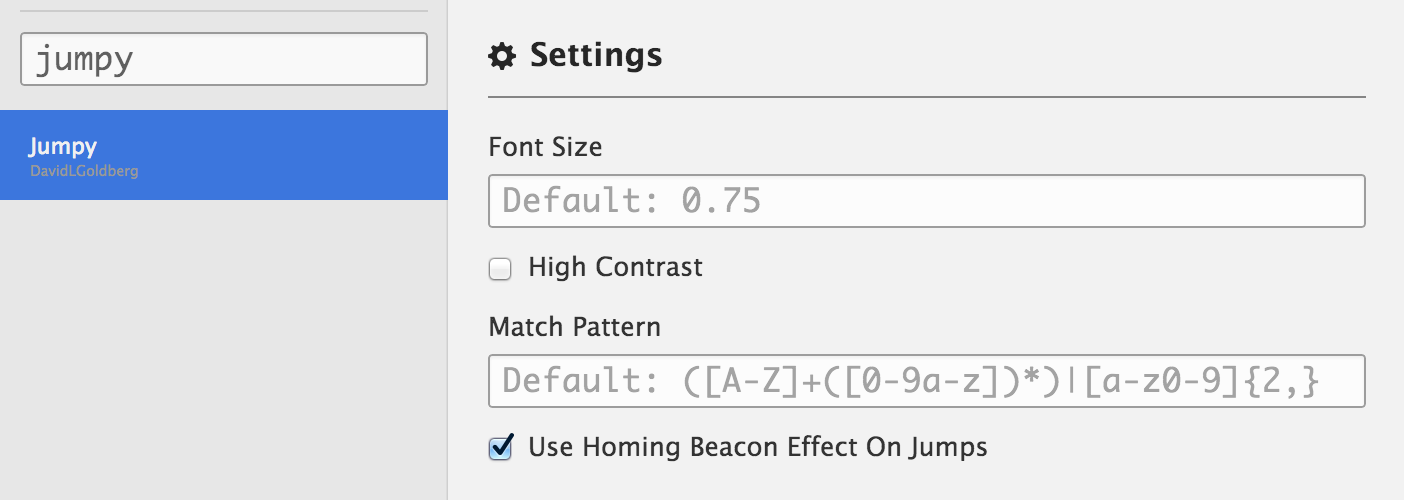 jumpy
Jumpy
DavidLGoldberg
Settings
Font Size
Default: 0.75
High Contrast
Match Pattern
Default: ([A-Z]+([0-9a-z])*)|[a-z0-9]{2,}
Use Homing Beacon Effect On Jumps